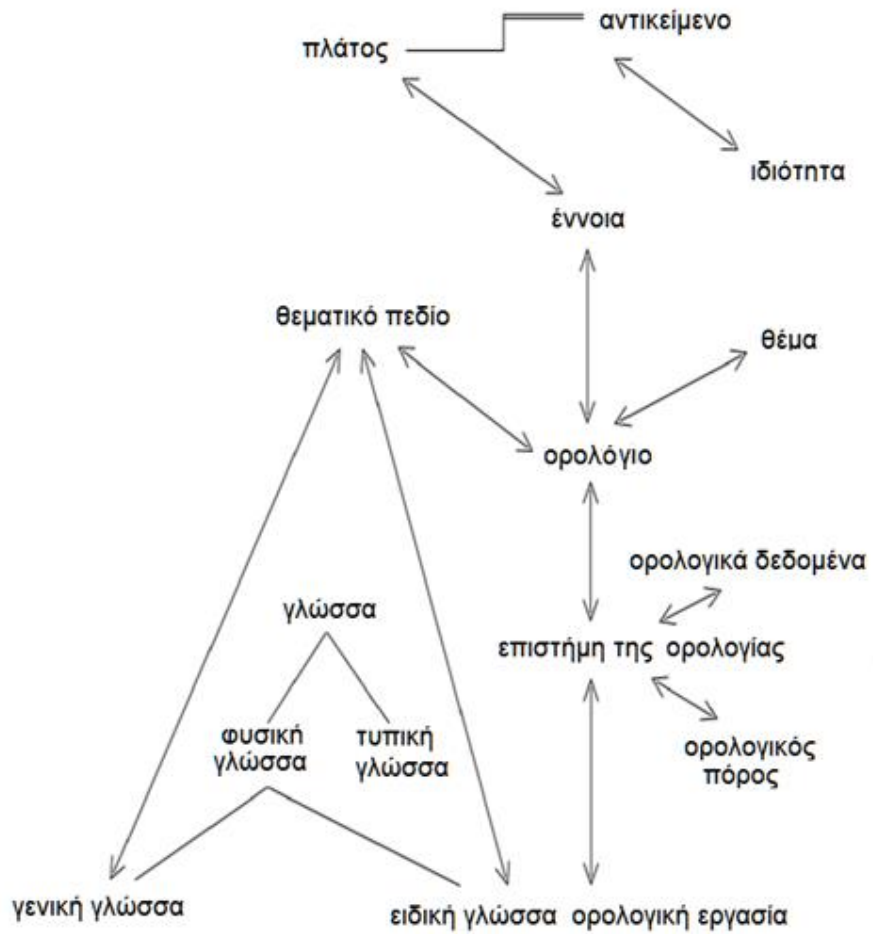 αντικείμενο
πλάτος
ιδιότητα
έννοια
θεματικό πεδίο
θέμα
ορολόγιο
ορολογικά δεδομένα
γλώσσα
επιστήμη της ορολογίας
φυσική
γλώσσα
τυπική
γλώσσα
ορολογικός
πόρος
γενική γλώσσα
ειδική γλώσσα
ορολογική εργασία